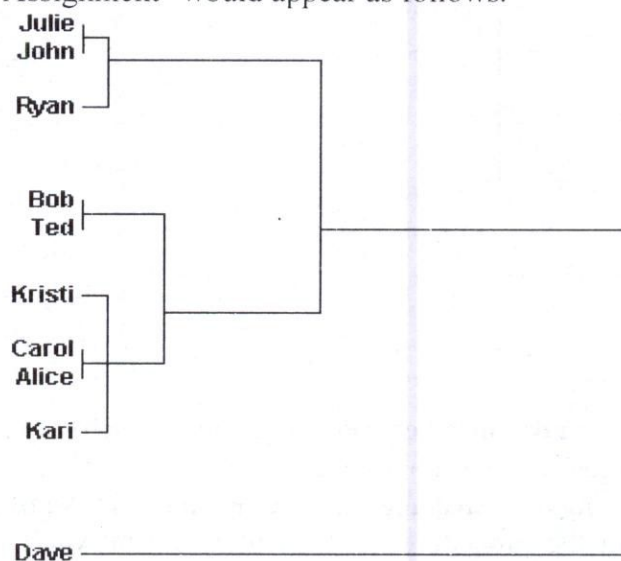 Assignment" would appear as follows:
Julie
John
Ryan
Bob
Ted
Kristi
Carol
Alice
Kari
Dave